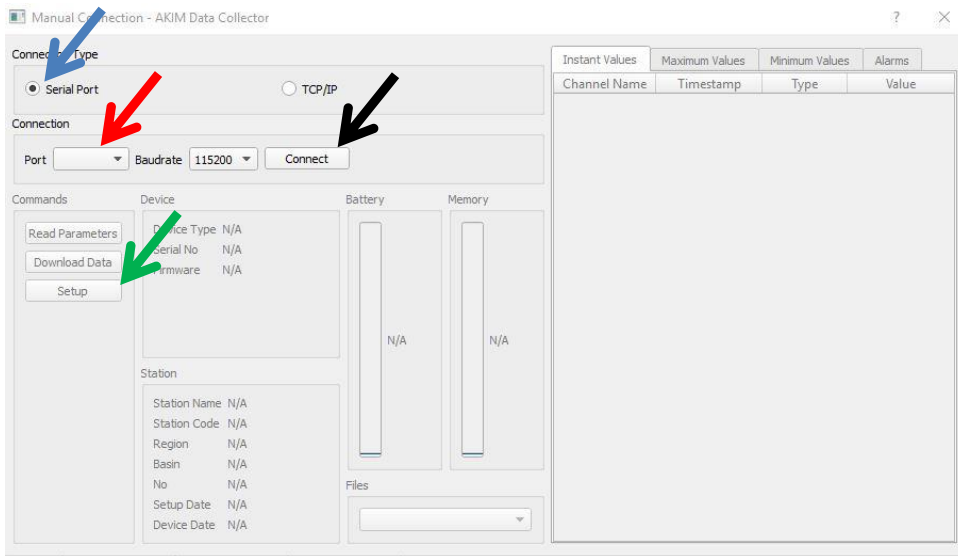 Manual Connection - AKIM Data Collector
?
Connection Type
Serial Port
TCP/IP
Connection
Port
Baudrate
115200
Connect
Commands
Read Parameters
Download Data
Setup
Device
Device Type N/A
Serial No N/A
Firmware N/A
Station
Station Name N/A
Station Code N/A
Region N/A
Basin N/A
No N/A
Setup Date N/A
Device Date N/A
Battery
N/A
Memory
N/A
Files
Instant Values Maximum Values Minimum Values Alarms
Channel Name Timestamp Type Value